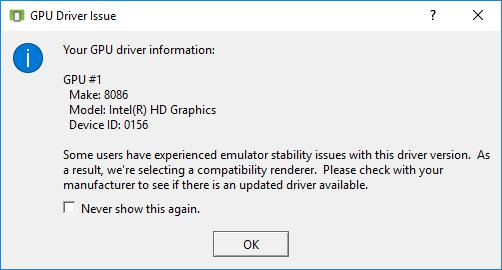 GPU Driver Issue
Your GPU driver information:
GPU #1
Make: 8086
Model: Intel(R) HD Graphics
Device ID: 0156
Some users have experienced emulator stability issues with this driver version.  As
a result, we're selecting a compatibility renderer.  Please check with your
manufacturer to see if there is an updated driver available.
Never show this again.
OK